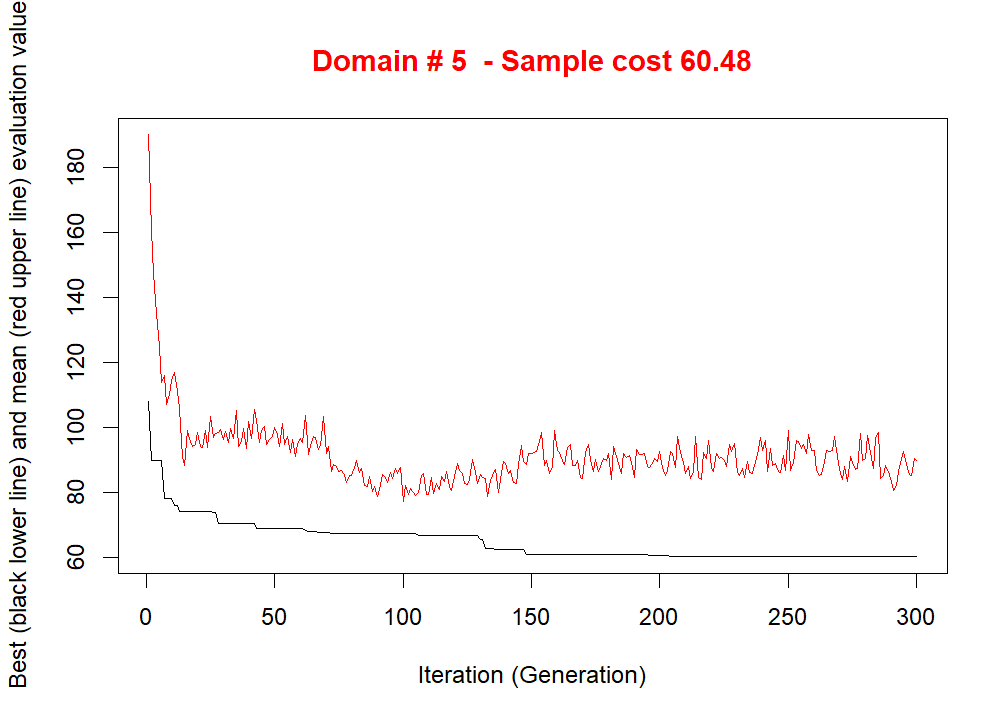 Domain # 5  - Sample cost 60.48
Best (black lower line) and mean (red upper line) evaluation value
180
160
140
120
100
80
60
0 50 100 150 200 250 300
Iteration (Generation)